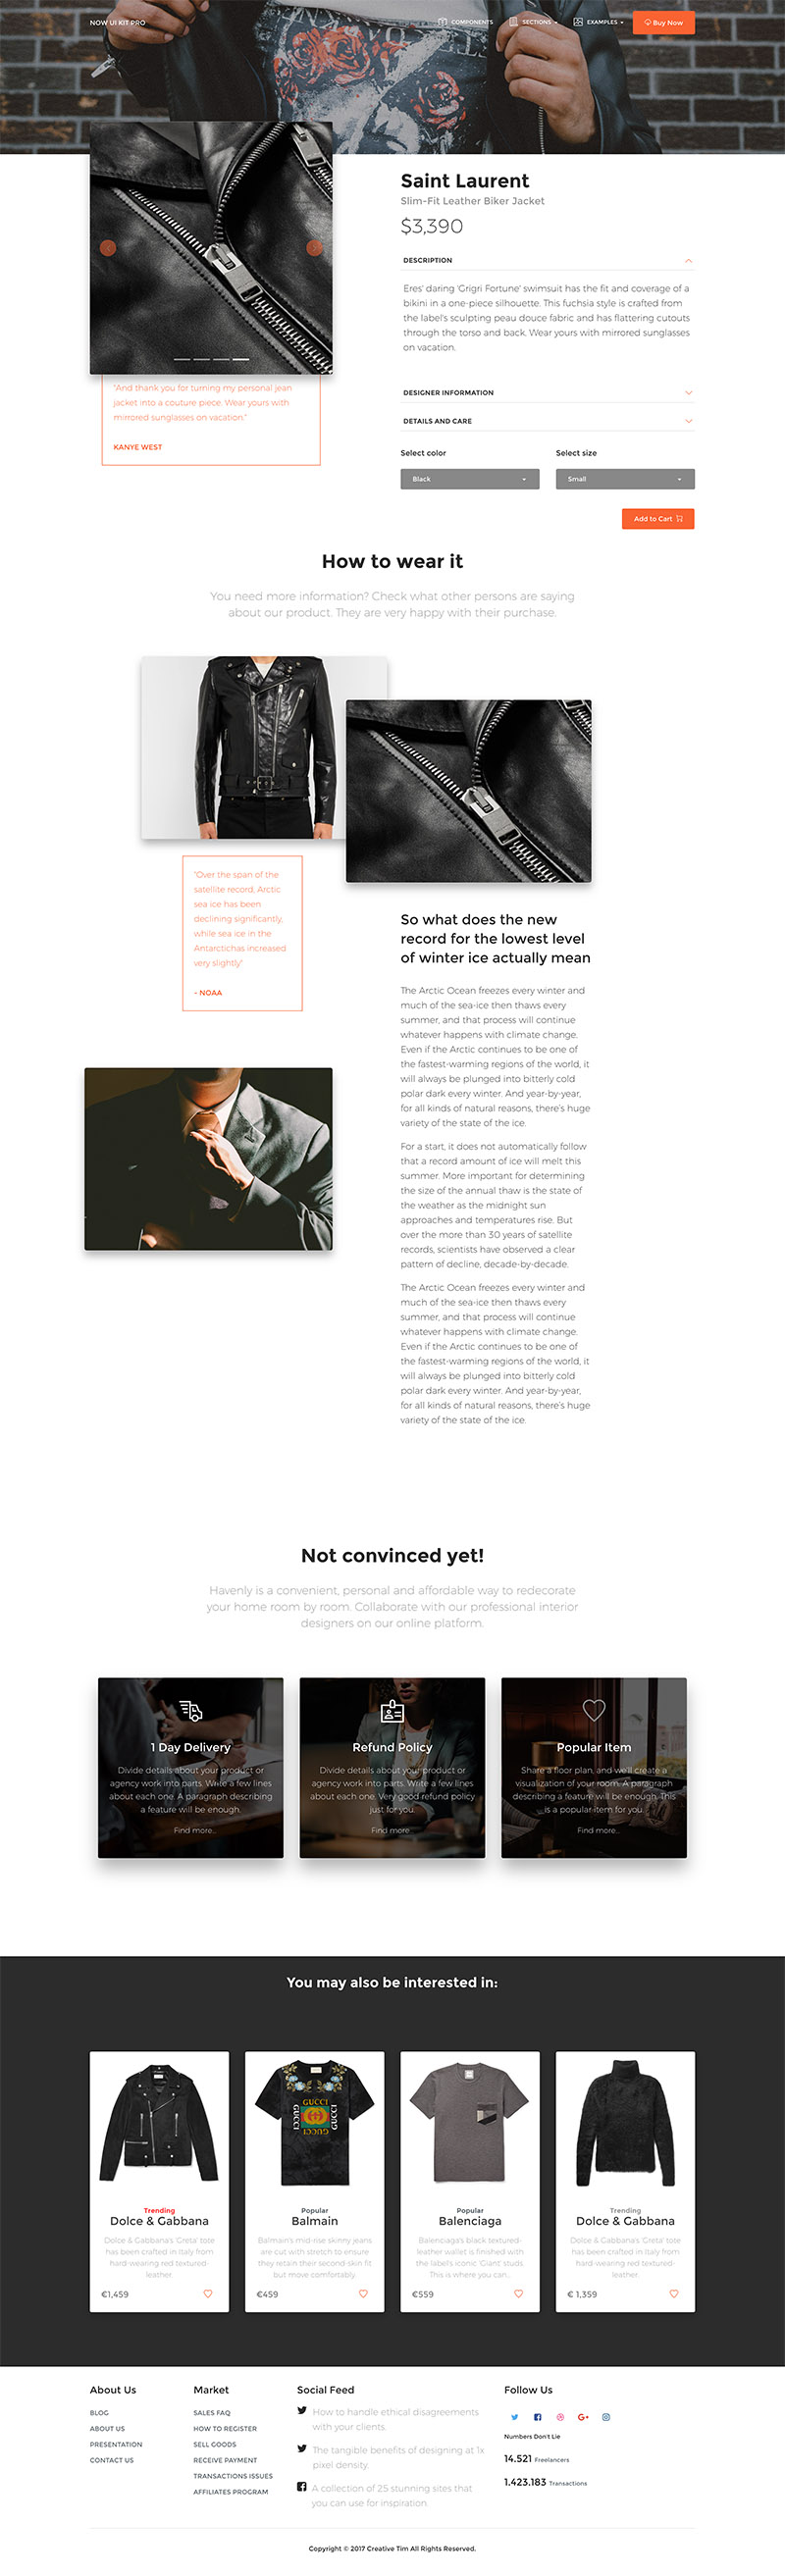 NOW UI KIT PRO
COMPONENTS
SECTIONS
EXAMPLES
Buy Now
Saint Laurent
Slim-Fit Leather Biker Jacket
$3,390
DESCRIPTION
Eres' daring 'Grigri Fortune' swimsuit has the fit and coverage of a
bikini in a one-piece silhouette. This fuchsia style is crafted from
the label's sculpting peau douce fabric and has flattering cutouts
through the torso and back. Wear yours with mirrored sunglasses
on vacation.
"And thank you for turning my personal jean
jacket into a couture piece. Wear yours with
mirrored sunglasses on vacation."
KANYE WEST
DESIGNER INFORMATION
DETAILS AND CARE
Select color
Select size
Black
Small
Add to Cart
How to wear it
You need more information? Check what other persons are saying
about our product. They are very happy with their purchase.
"Over the span of the
satellite record, Arctic
sea ice has been
declining significantly,
while sea ice in the
Antarctichas increased
very slightly"
- NOAA
So what does the new
record for the lowest level
of winter ice actually mean
The Arctic Ocean freezes every winter and
much of the sea-ice then thaws every
summer, and that process will continue
whatever happens with climate change.
Even if the Arctic continues to be one of
the fastest-warming regions of the world, it
will always be plunged into bitterly cold
polar dark every winter. And year-by-year,
for all kinds of natural reasons, there's huge
variety of the state of the ice.
For a start, it does not automatically follow
that a record amount of ice will melt this
summer. More important for determining
the size of the annual thaw is the state of
the weather as the midnight sun
approaches and temperatures rise. But
over the more than 30 years of satellite
records, scientists have observed a clear
pattern of decline, decade-by-decade.
The Arctic Ocean freezes every winter and
much of the sea-ice then thaws every
summer, and that process will continue
whatever happens with climate change.
Even if the Arctic continues to be one of
the fastest-warming regions of the world, it
will always be plunged into bitterly cold
polar dark every winter. And year-by-year,
for all kinds of natural reasons, there's huge
variety of the state of the ice.
Not convinced yet!
Havenly is a convenient, personal and affordable way to redecorate
your home room by room. Collaborate with our professional interior
designers on our online platform.
1 Day Delivery
Divide details about your product or
agency work into parts. Write a few lines
about each one. A paragraph describing
a feature will be enough.
Find more...
Refund Policy
Divide details about your product or
agency work into parts. Write a few lines
about each one. Very good refund policy
just for you.
Find more...
Popular Item
Share a floor plan, and we'll create a
visualization of your room. A paragraph
describing a feature will be enough. This
is a popular item for you.
Find more...
You may also be interested in:
GUCCI
GUCCI
GUCCI
GUCCI
Trending
Dolce & Gabbana
Dolce & Gabbana's 'Greta' tote
has been crafted in Italy from
hard-wearing red textured-
leather.
€1,459
Popular
Balmain
Balmain's mid-rise skinny jeans
are cut with stretch to ensure
they retain their second-skin fit
but move comfortably.
€459
Popular
Balenciaga
Balenciaga's black textured-
leather wallet is finished with
the label's iconic 'Giant' studs.
This is where you can...
€559
Trending
Dolce & Gabbana
Dolce & Gabbana's 'Greta' tote
has been crafted in Italy from
hard-wearing red textured-
leather.
€ 1,359
About Us
BLOG
ABOUT US
PRESENTATION
CONTACT US
Market
SALES FAQ
HOW TO REGISTER
SELL GOODS
RECEIVE PAYMENT
TRANSACTIONS ISSUES
AFFILIATES PROGRAM
Social Feed
How to handle ethical disagreements
with your clients.
The tangible benefits of designing at 1x
pixel density.
A collection of 25 stunning sites that
you can use for inspiration.
Follow Us
G+
Numbers Don't Lie
14.521 Freelancers
1.423.183 Transactions
Copyright © 2017 Creative Tim All Rights Reserved.